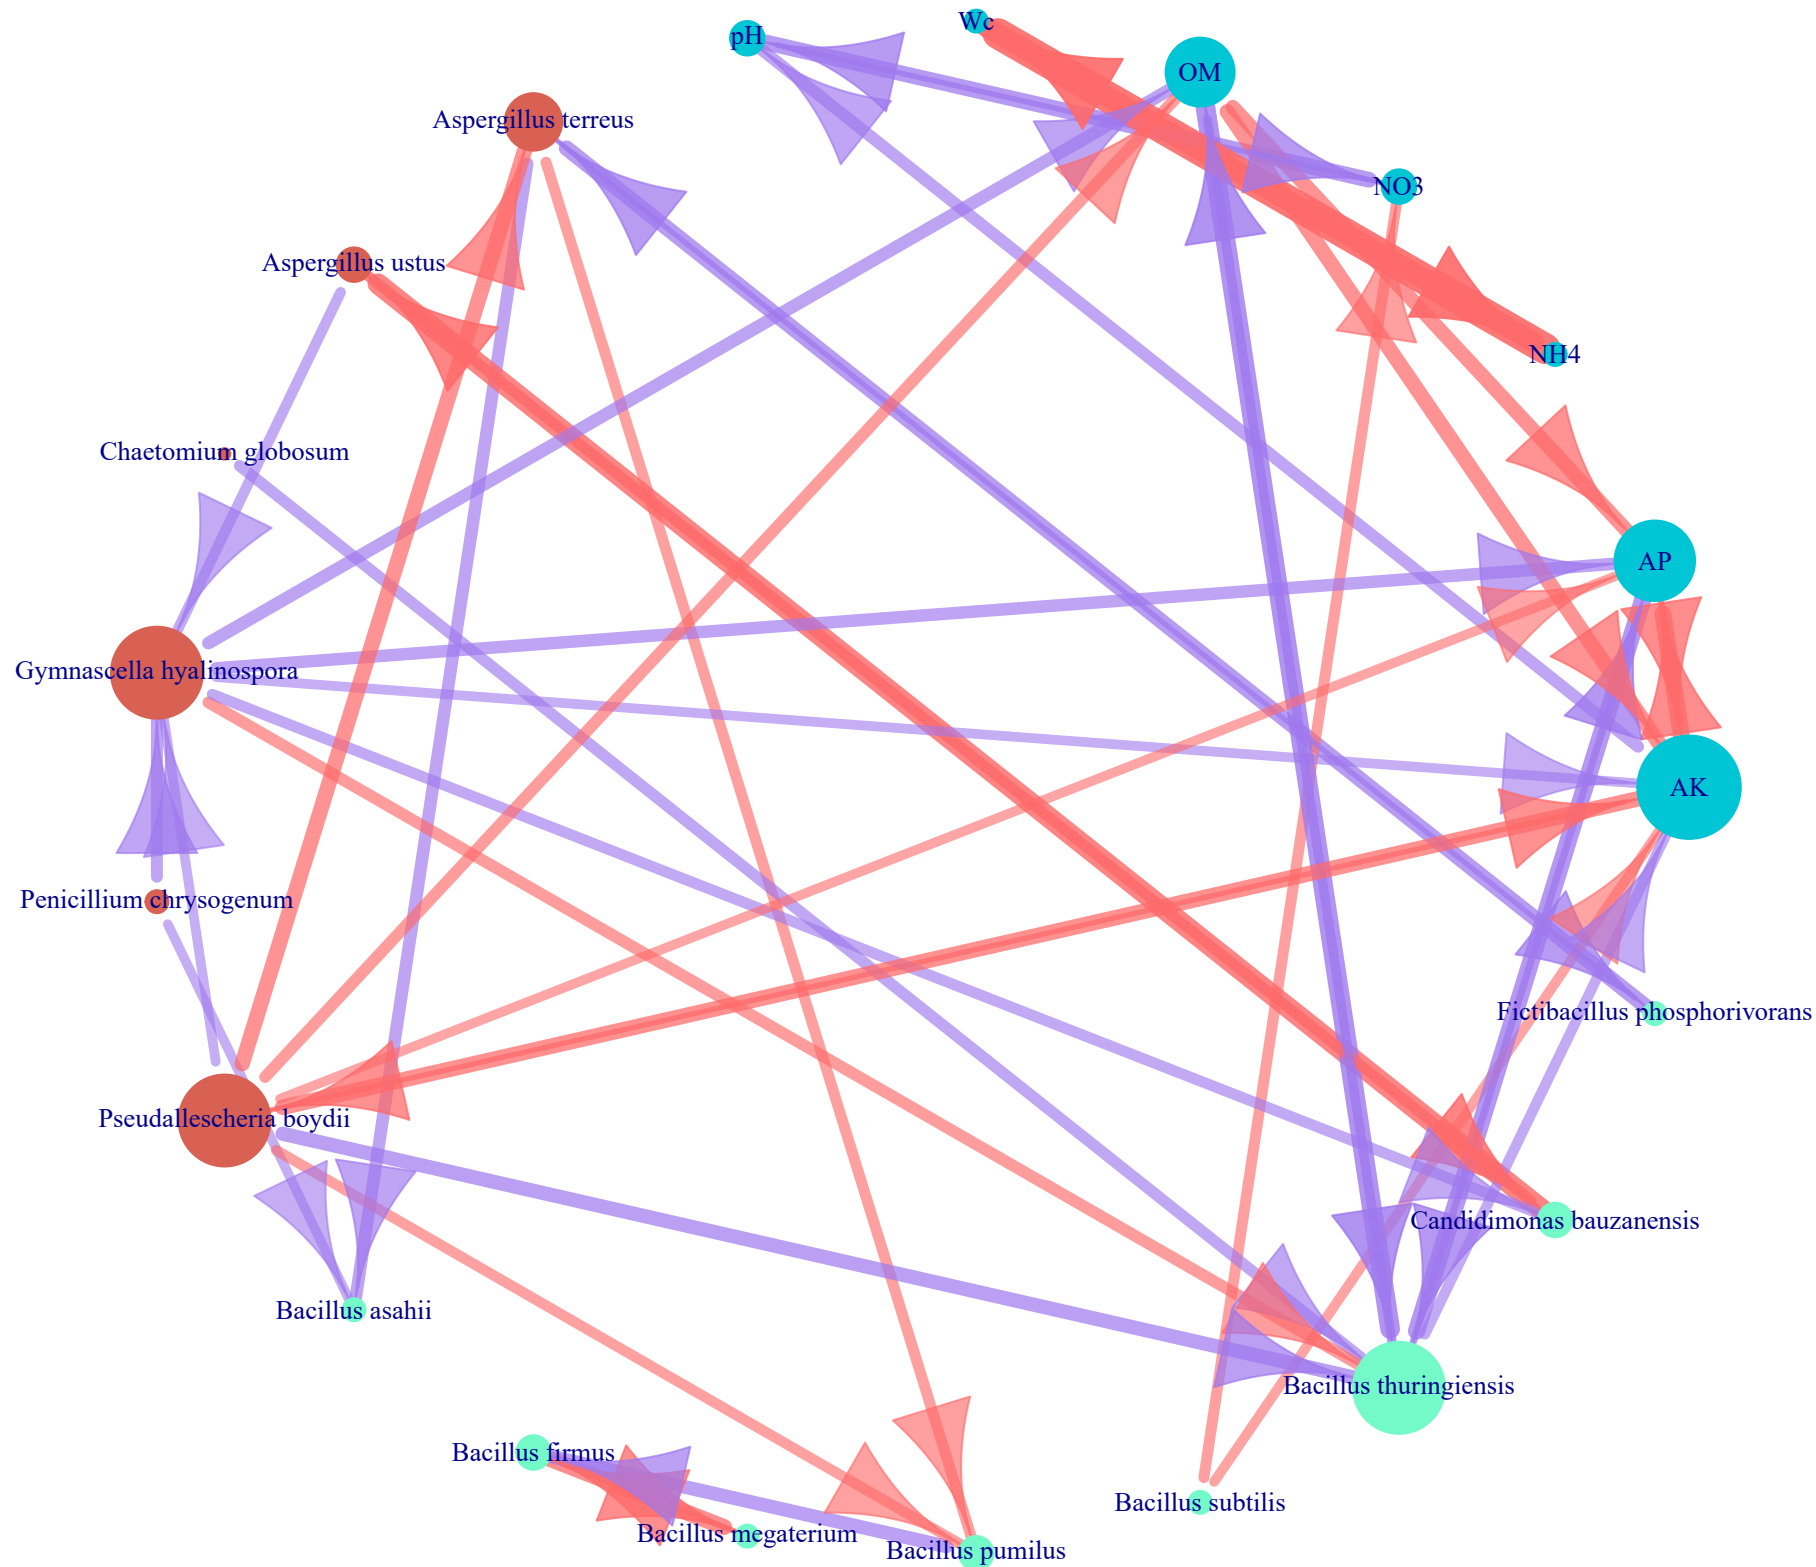 Wc
pH
OM
Aspergillus terreus
NO3
Aspergillus ustus
NH4
Chaetomium globosum
AP
Gymnascella hyalinospora
AK
Penicillium chrysogenum
Fictibacillus phosphorivorans
Pseudallescheria boydii
Candidimonas bauzanensis
Bacillus asahii
Bacillus thuringiensis
Bacillus firmus
Bacillus subtilis
Bacillus megaterium
Bacillus pumilus